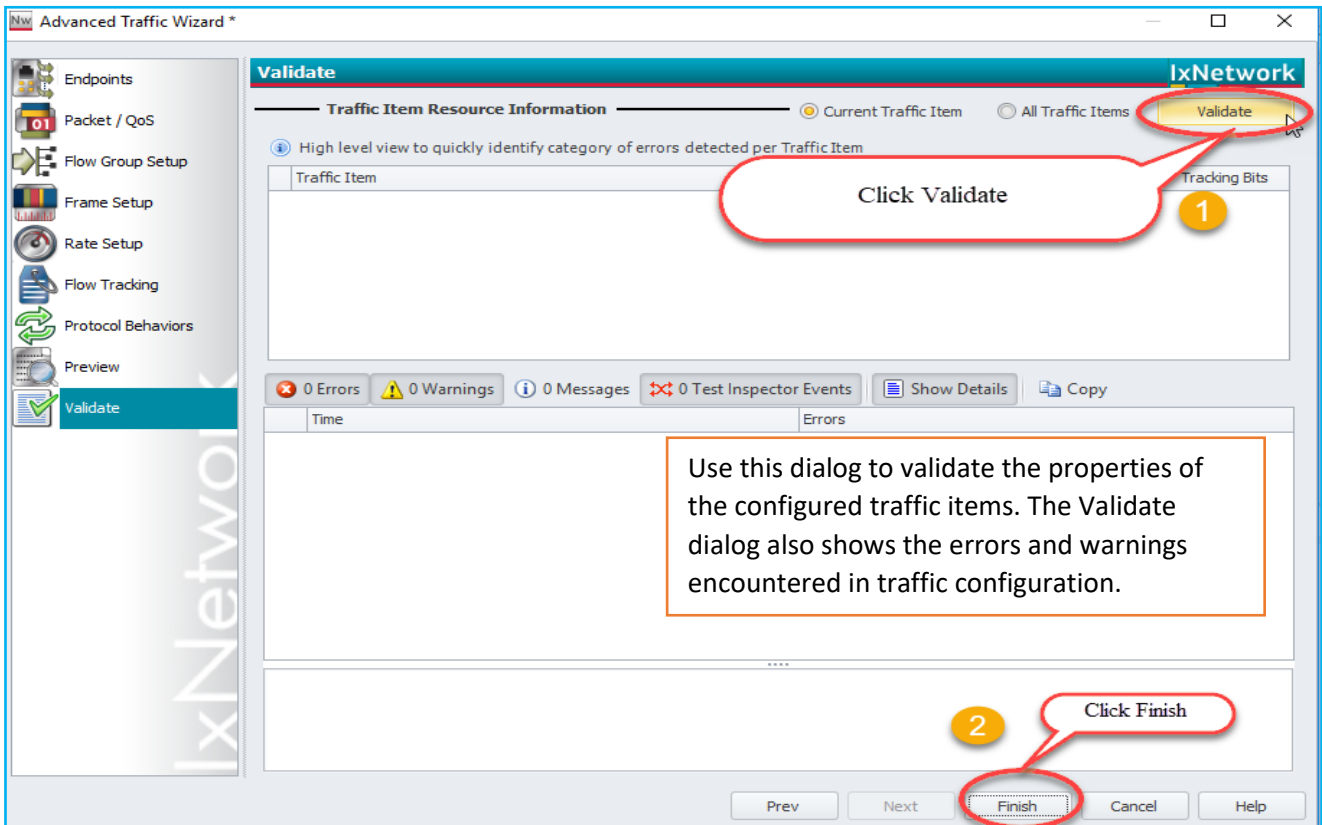 Nw Advanced Traffic Wizard *
Endpoints
Packet / QoS
Flow Group Setup
Frame Setup
Rate Setup
Flow Tracking
Protocol Behaviors
Preview
Validate
IxNetwork
Validate
IxNetwork
Traffic Item Resource Information
Current Traffic Item
All Traffic Items
Validate
High level view to quickly identify category of errors detected per Traffic Item
Traffic Item
Tracking Bits
Click Validate
1
0 Errors
0 Warnings
0 Messages
0 Test Inspector Events
Show Details
Copy
Time
Errors
Use this dialog to validate the properties of
the configured traffic items. The Validate
dialog also shows the errors and warnings
encountered in traffic configuration.
2
Click Finish
Prev
Next
Finish
Cancel
Help